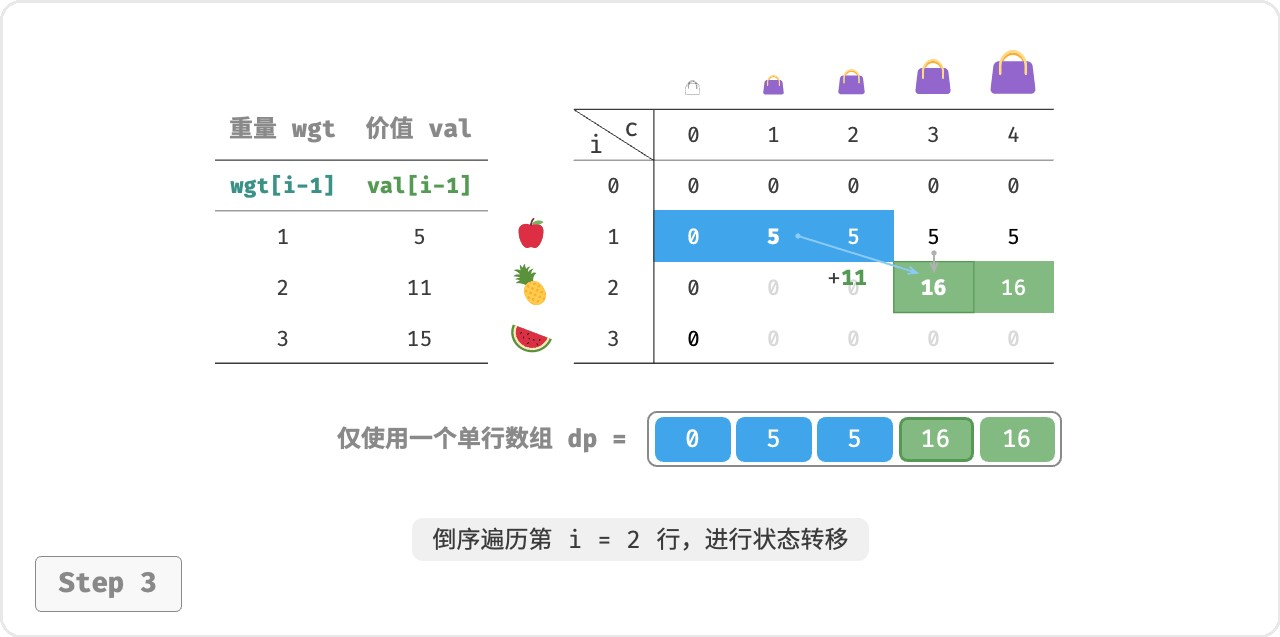 重量 wgt 价值 val
wgt[i-1] val[i-1]
1 5
2 11
3 15
c
i
0 1 2 3 4
0 0 0 0 0 0
1 0 5 5 5 5
2 0 0 0 16 16
+11
3 0 0 0 0 0
仅使用一个单行数组 dp = 0 5 5 16 16
倒序遍历第 i = 2 行，进行状态转移
Step 3